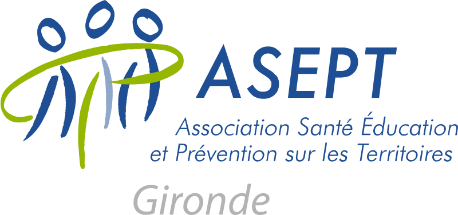 ASEPT
Association Santé Éducation
et Prévention sur les Territoires
Gironde